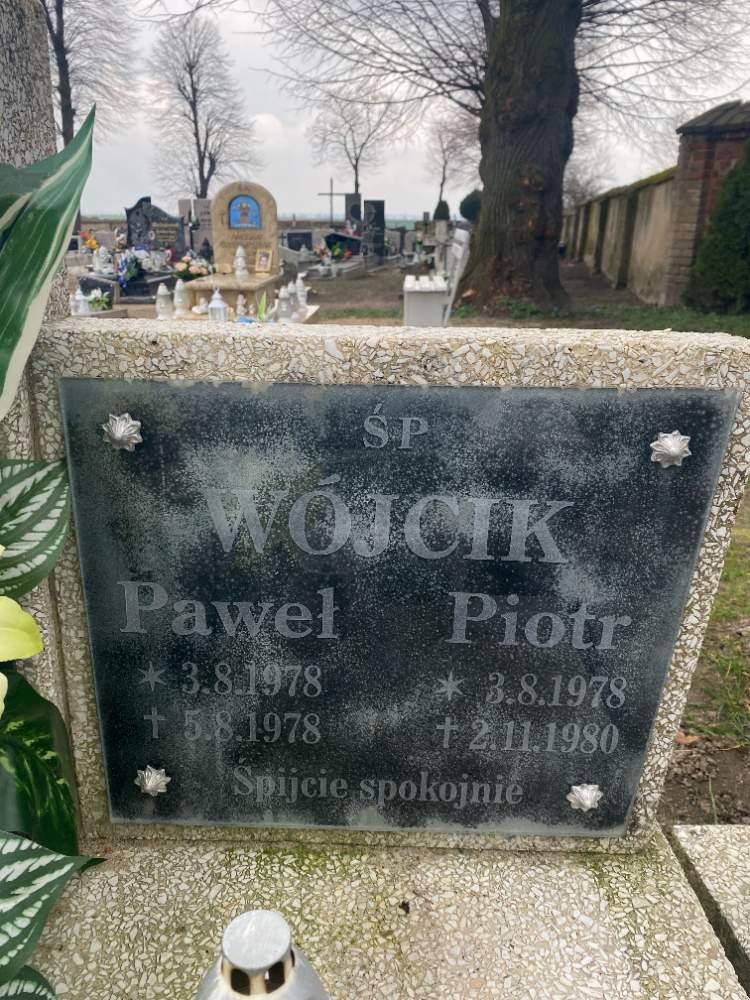 ŚP
WÓJCIK
Paweł Piotr
✶ 3.8.1978 ✶ 3.8.1978
† 5.8.1978 † 2.11.1980
Śpijcie spokojnie